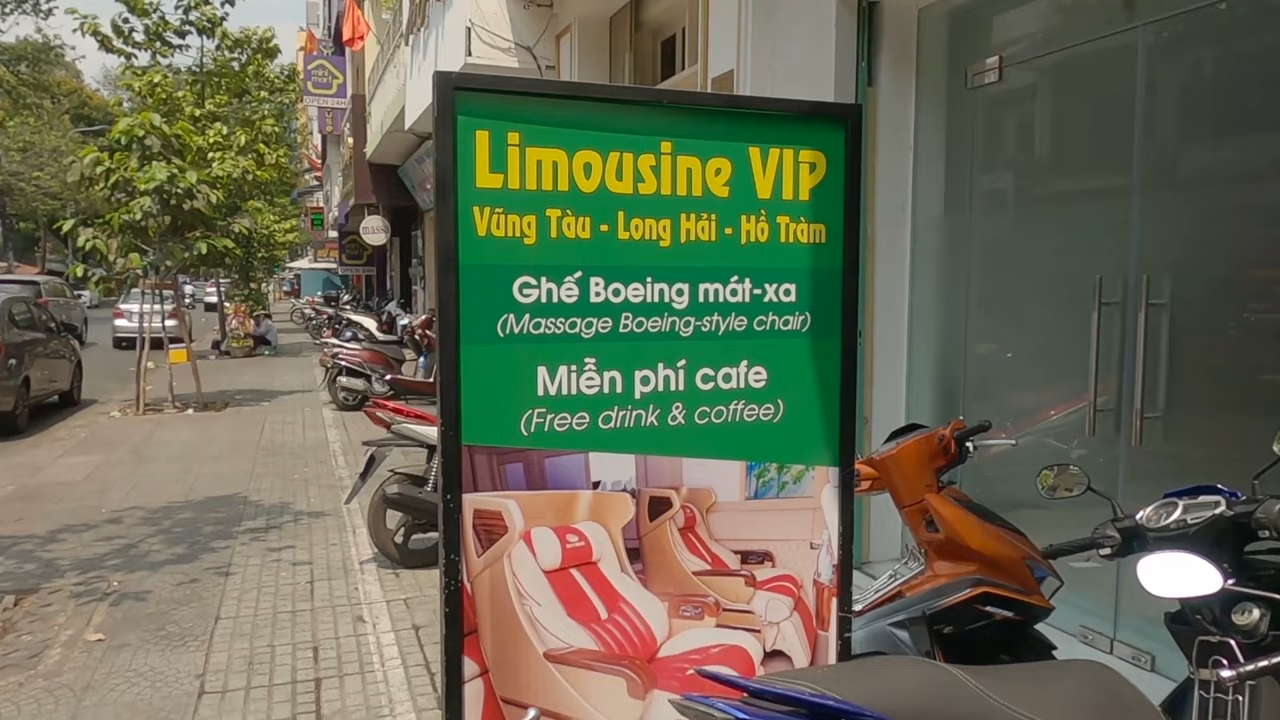 mini
mart
OPEN 24H
massa
Limousine VIP
Vũng Tàu - Long Hải - Hồ Tràm
Ghế Boeing mát-xa
(Massage Boeing-style chair)
Miễn phí cafe
(Free drink & coffee)